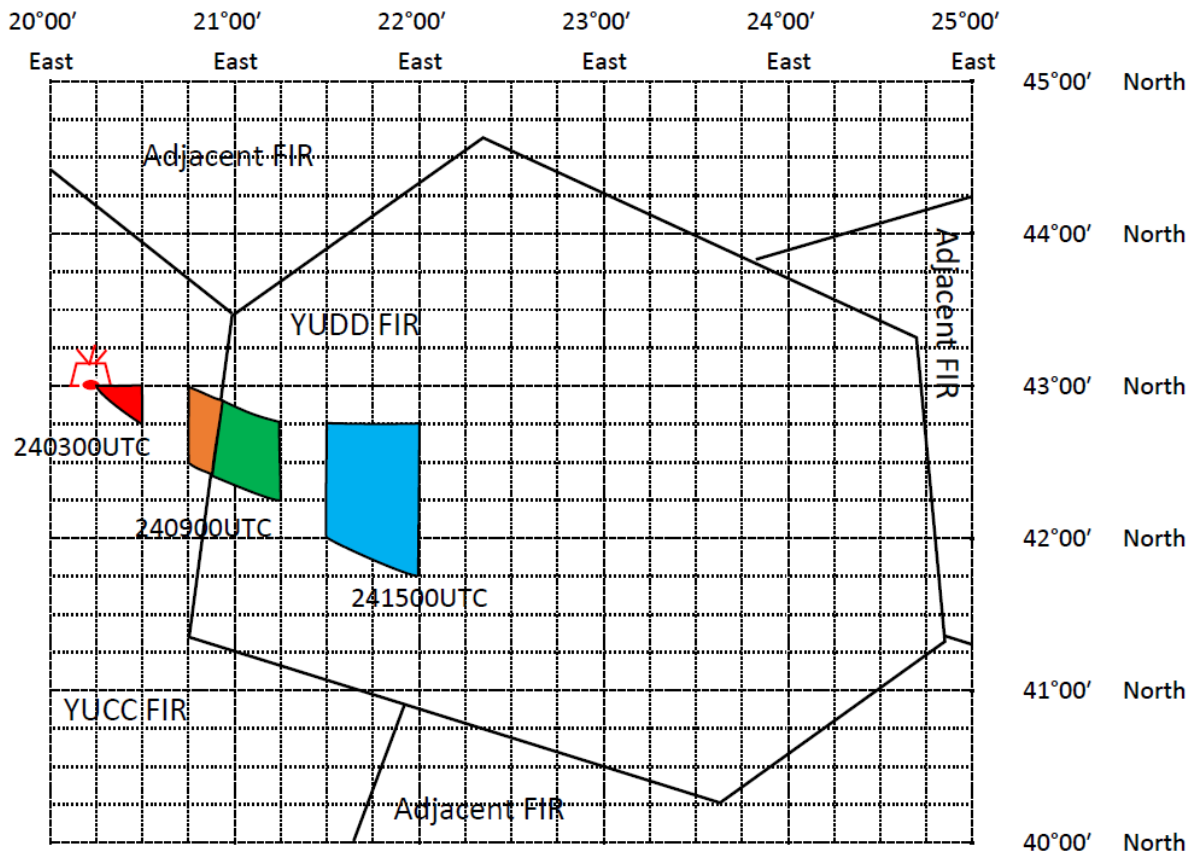 20°00′ 21°00′ 22°00′ 23°00′ 24°00′ 25°00′
East East East East East East
45°00′ North
Adjacent FIR
44°00′ North
Adjacent FIR
YUDD FIR
43°00′ North
240300UTC
240900UTC
42°00′ North
241500UTC
41°00′ North
YUCC FIR
Adjacent FIR
40°00′ North